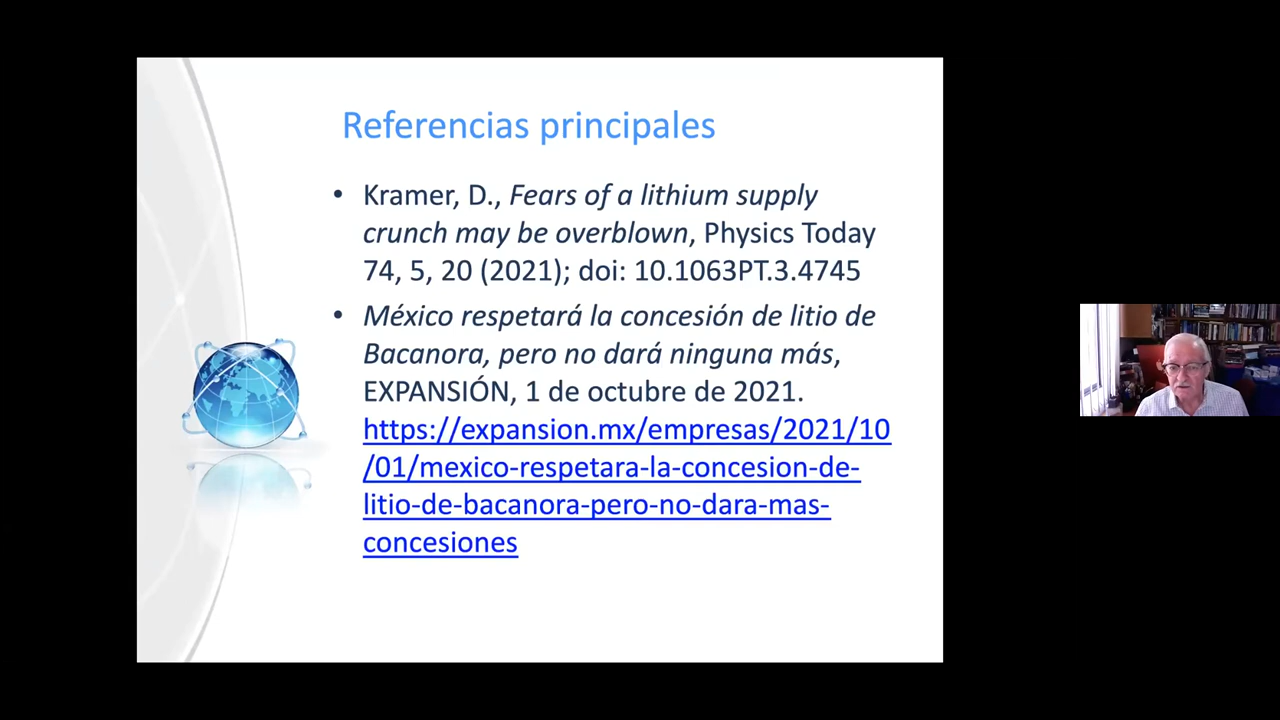 Referencias principales
• Kramer, D., Fears of a lithium supply
crunch may be overblown, Physics Today
74, 5, 20 (2021); doi: 10.1063PT.3.4745
• México respetará la concesión de litio de
Bacanora, pero no dará ninguna más,
EXPANSIÓN, 1 de octubre de 2021.
https://expansion.mx/empresas/2021/10
/01/mexico-respetara-la-concesion-de-
litio-de-bacanora-pero-no-dara-mas-
concesiones